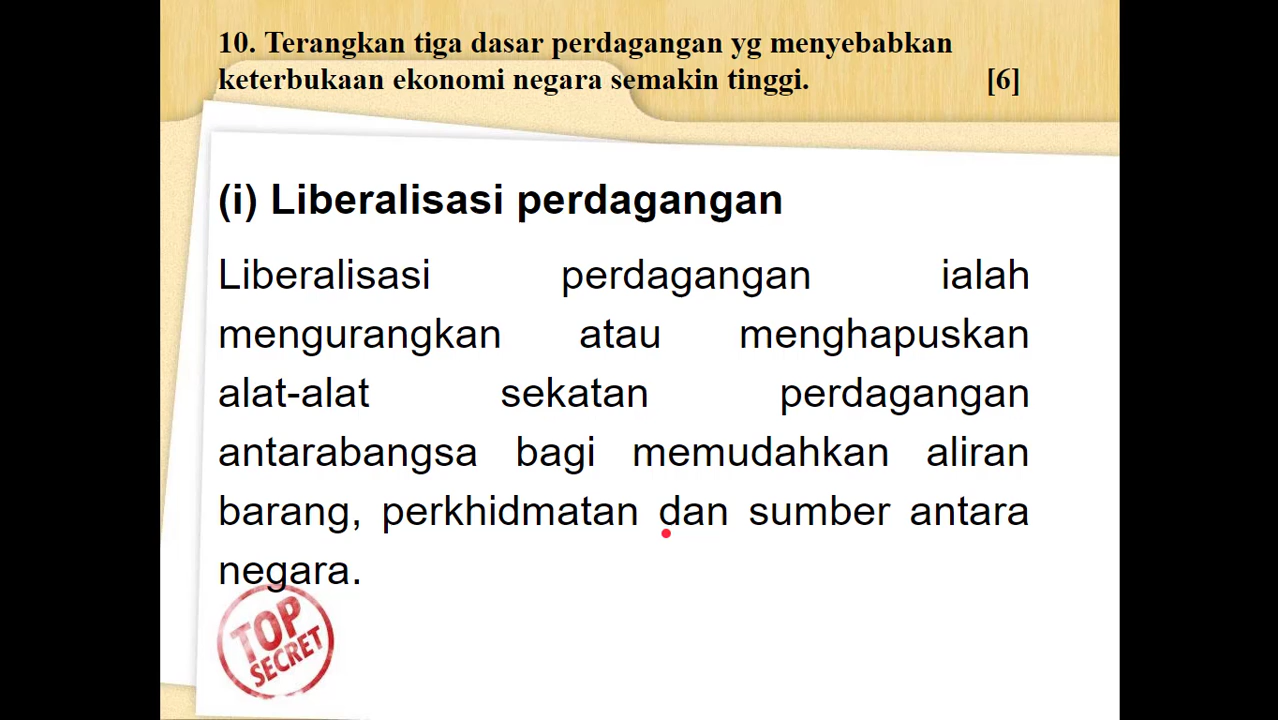 10. Terangkan tiga dasar perdagangan yg menyebabkan
keterbukaan ekonomi negara semakin tinggi. [6]
(i) Liberalisasi perdagangan
Liberalisasi perdagangan ialah
mengurangkan atau menghapuskan
alat-alat sekatan perdagangan
antarabangsa bagi memudahkan aliran
barang, perkhidmatan dan sumber antara
negara.
TOP
SECRET